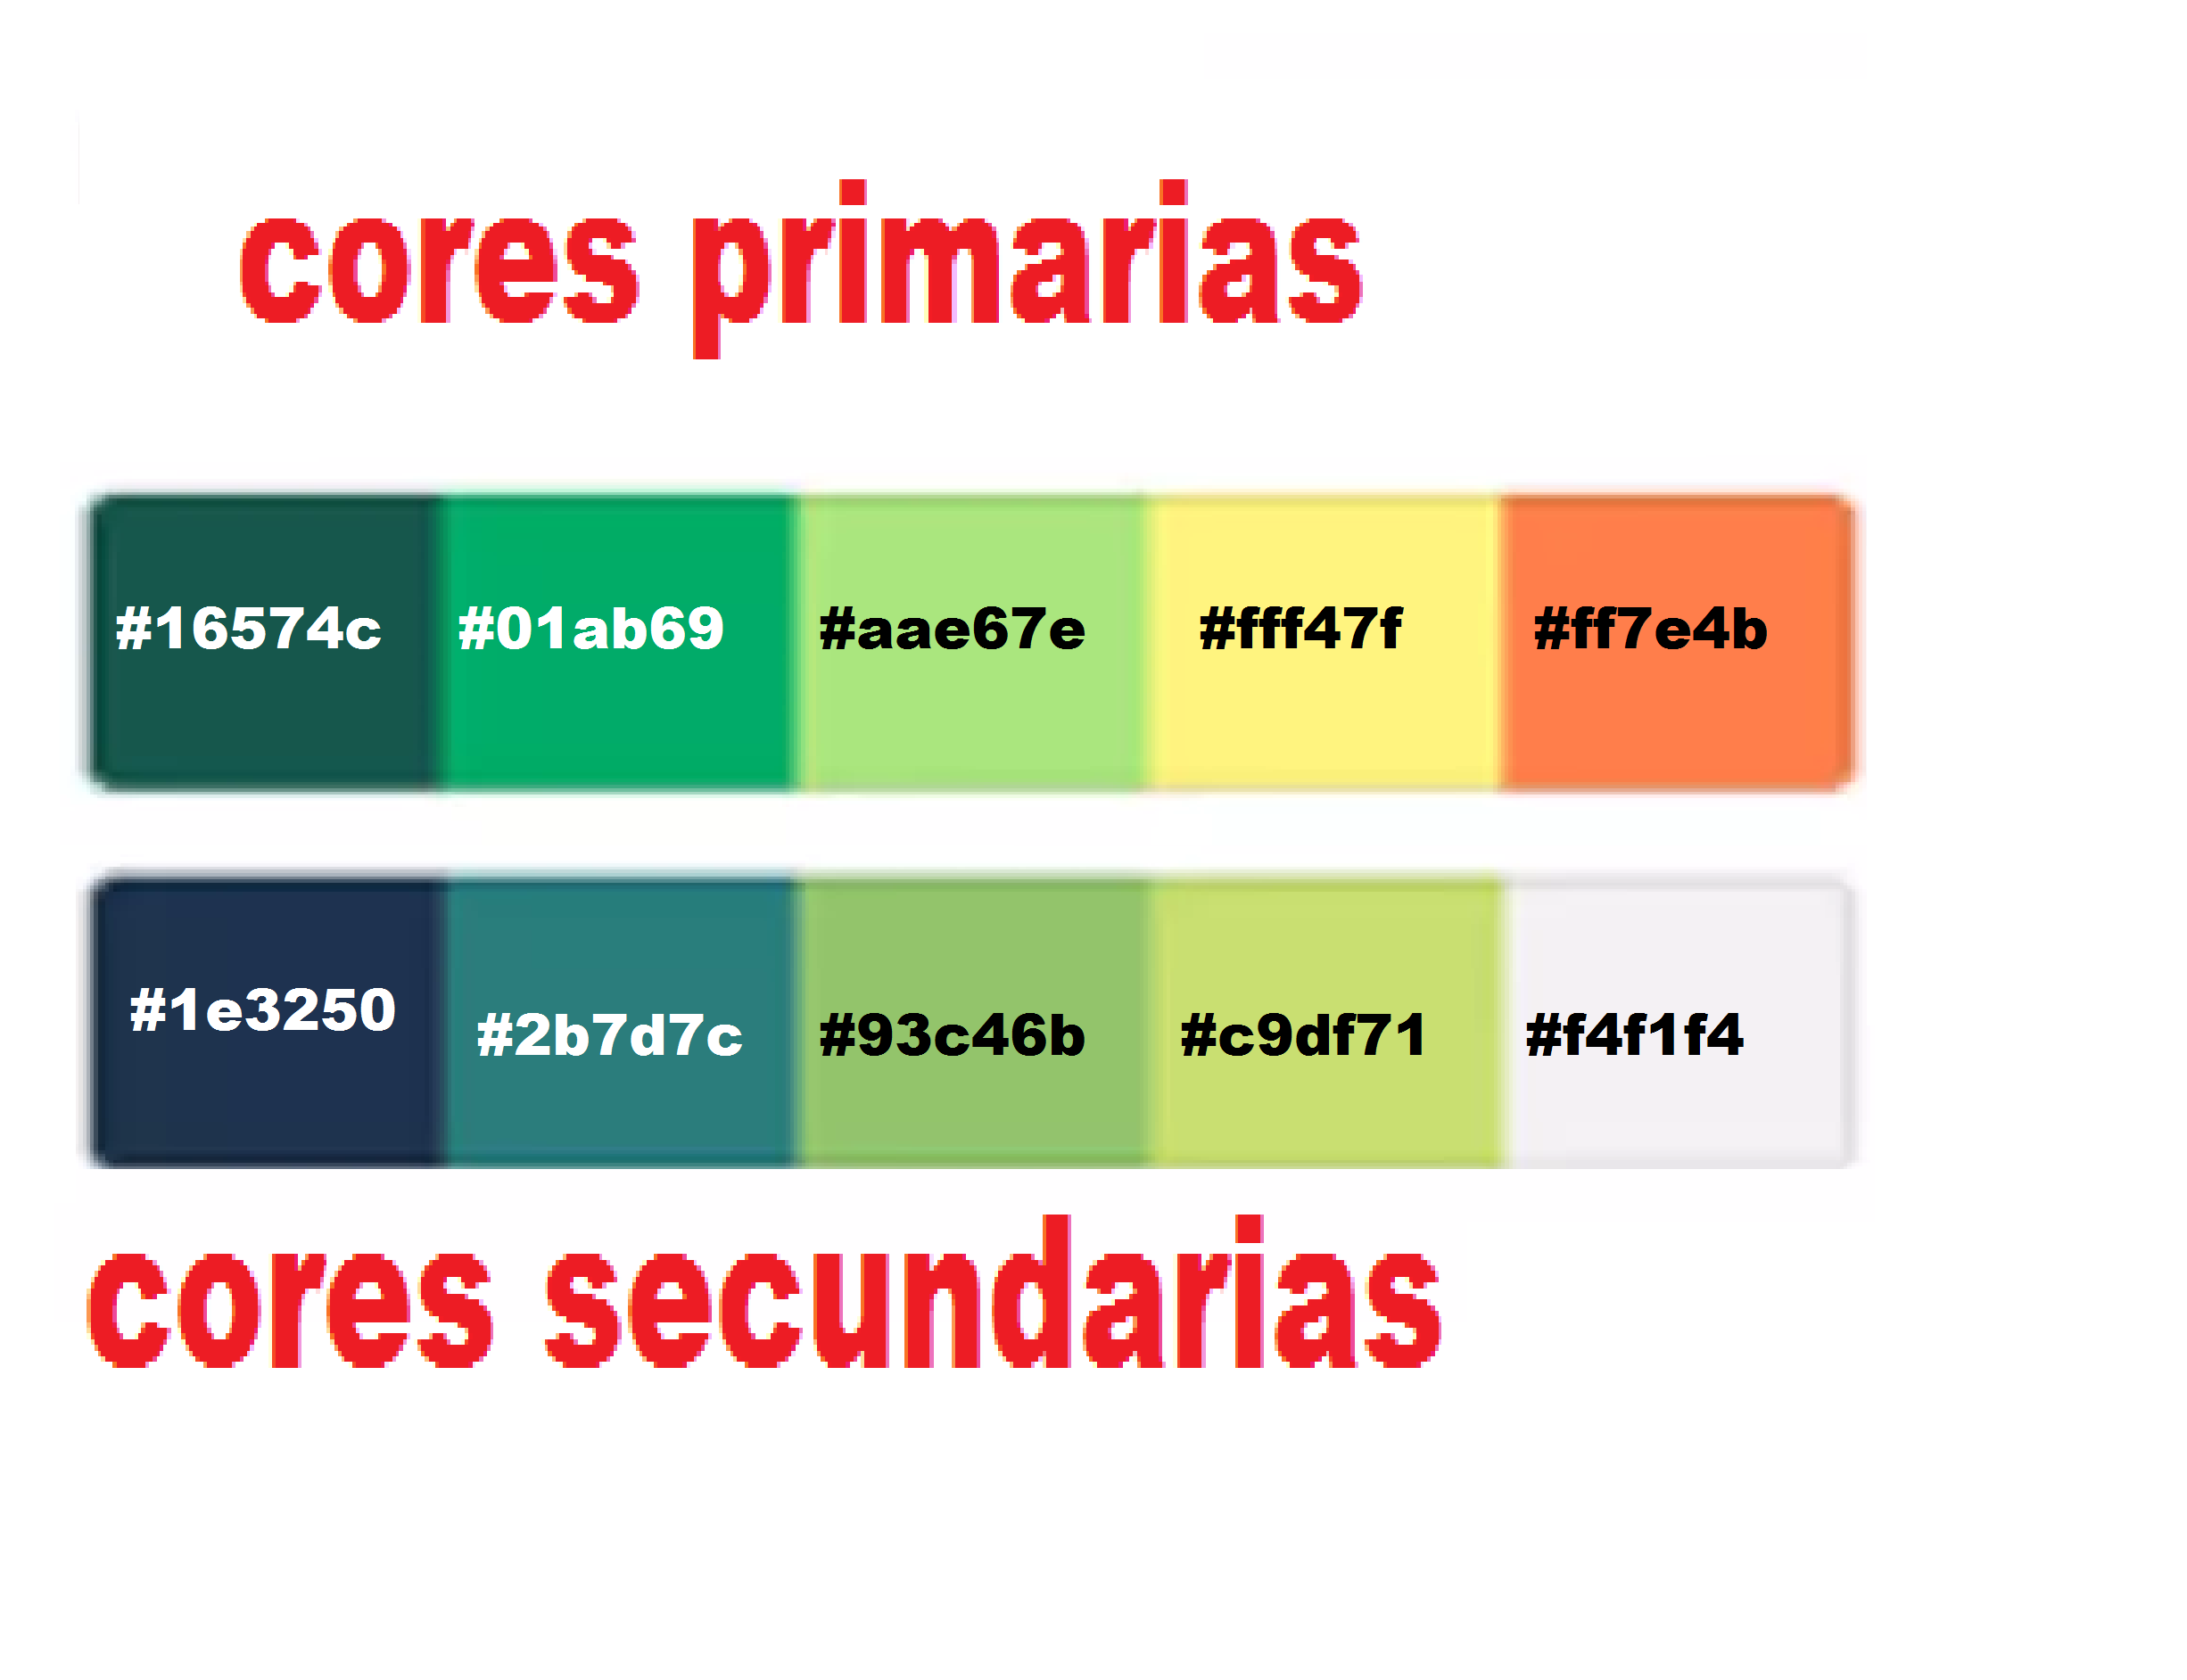 cores primarias
#16574c #01ab69 #aae67e #fff47f #ff7e4b
#1e3250 #2b7d7c #93c46b #c9df71 #f4f1f4
cores secundarias